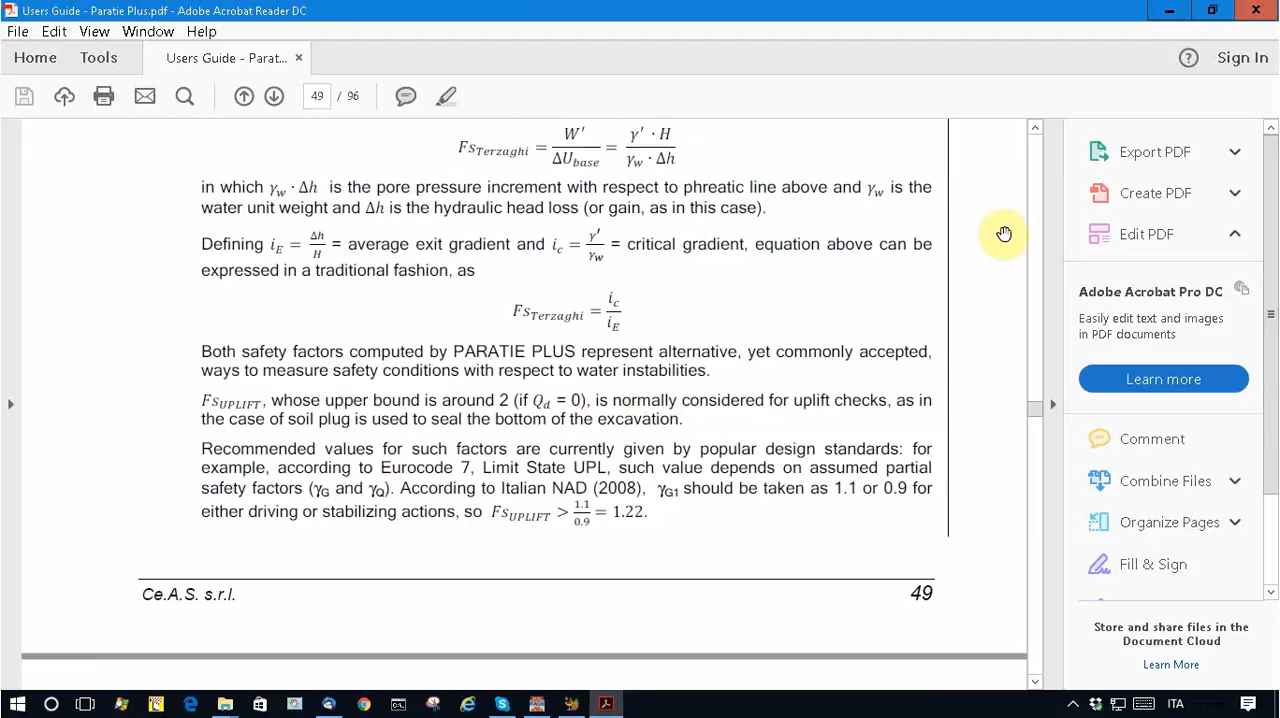 Users Guide - Paratie Plus.pdf - Adobe Acrobat Reader DC
File Edit View Window Help
Home Tools Users Guide - Parat... ×
? Sign In
49 / 96
Fs_Terzaghi = W' / ΔU_base = γ' · H / γ_w · Δh
in which γ_w · Δh is the pore pressure increment with respect to phreatic line above and γ_w is the
water unit weight and Δh is the hydraulic head loss (or gain, as in this case).
Defining i_E = Δh / H = average exit gradient and i_c = γ' / γ_w = critical gradient, equation above can be
expressed in a traditional fashion, as
Fs_Terzaghi = i_c / i_E
Both safety factors computed by PARATIE PLUS represent alternative, yet commonly accepted,
ways to measure safety conditions with respect to water instabilities.
Fs_UPLIFT, whose upper bound is around 2 (if Q_d = 0), is normally considered for uplift checks, as in
the case of soil plug is used to seal the bottom of the excavation.
Recommended values for such factors are currently given by popular design standards: for
example, according to Eurocode 7, Limit State UPL, such value depends on assumed partial
safety factors (γ_G and γ_Q). According to Italian NAD (2008), γ_G1 should be taken as 1.1 or 0.9 for
either driving or stabilizing actions, so Fs_UPLIFT > 1.1 / 0.9 = 1.22.
Ce.A.S. s.r.l. 49
Export PDF
Create PDF
Edit PDF
Adobe Acrobat Pro DC
Easily edit text and images
in PDF documents
Learn more
Comment
Combine Files
Organize Pages
Fill & Sign
Store and share files in the
Document Cloud
Learn More
ITA